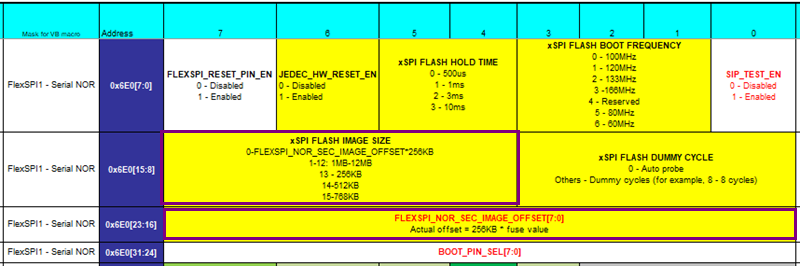 Mask for VB macro Address 7 6 5 4 3 2 1 0
FlexSPI1 - Serial NOR
0x6E0[7:0]
FLEXSPI_RESET_PIN_EN
0 - Disabled
1 - Enabled
JEDEC_HW_RESET_EN
0 - Disabled
1 - Enabled
xSPI FLASH HOLD TIME
0 - 500us
1 - 1ms
2 - 3ms
3 - 10ms
xSPI FLASH BOOT FREQUENCY
0 - 100MHz
1 - 120MHz
2 - 133MHz
3 -166MHz
4 - Reserved
5 - 80MHz
6 - 60MHz
SIP_TEST_EN
0 - Disabled
1 - Enabled
FlexSPI1 - Serial NOR
0x6E0[15:8]
xSPI FLASH IMAGE SIZE
0-FLEXSPI_NOR_SEC_IMAGE_OFFSET*256KB
1-12: 1MB-12MB
13 - 256KB
14-512KB
15-768KB
xSPI FLASH DUMMY CYCLE
0 - Auto probe
Others - Dummy cycles (for example, 8 - 8 cycles)
FlexSPI1 - Serial NOR
0x6E0[23:16]
FLEXSPI_NOR_SEC_IMAGE_OFFSET[7:0]
Actual offset = 256KB * fuse value
FlexSPI1 - Serial NOR
0x6E0[31:24]
BOOT_PIN_SEL[7:0]